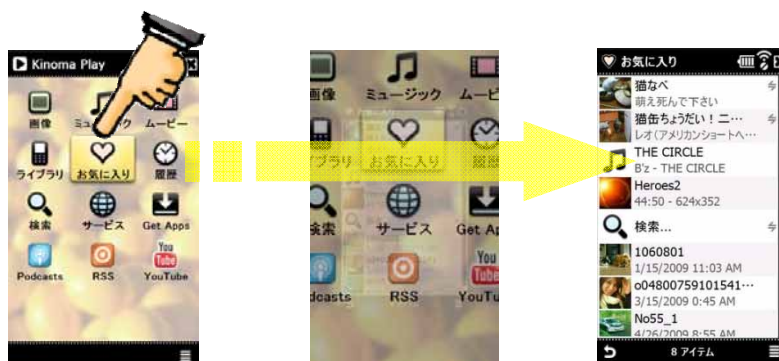 Kinoma Play
画像 ミュージック ムービー
ライブラリ お気に入り 履歴
検索 サービス Get Apps
Podcasts RSS YouTube
画像 ミュージック ムービ
イブラリ お気に入り 履歴
検索 サービス Get Ap
dcasts RSS YouTu
お気に入り
猫なべ
萌え死んで下さい
猫缶ちょうだい！二…
レオ(アメリカンショートヘ…
THE CIRCLE
B'z - THE CIRCLE
Heroes2
44:50 - 624x352
検索...
1060801
1/15/2009 11:03 AM
o04800759101541…
3/15/2009 0:45 AM
No55_1
4/26/2009 8:55 AM
8 アイテム